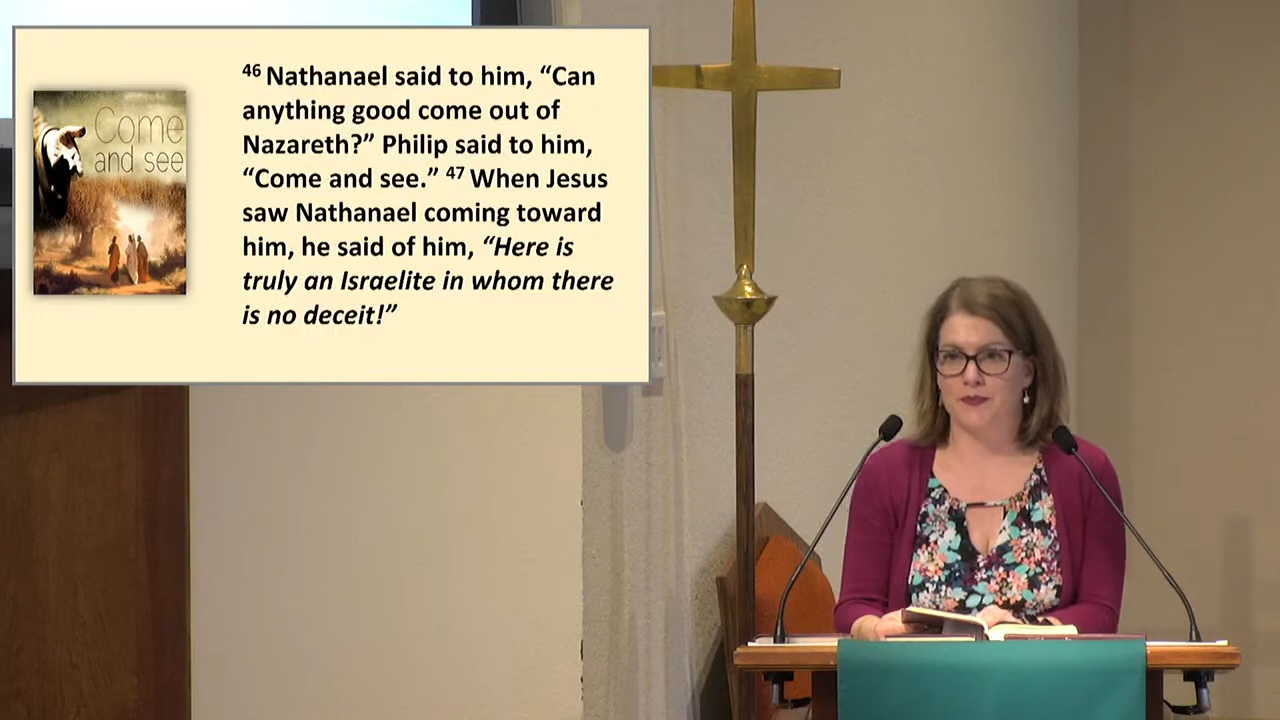 Come
and see
46 Nathanael said to him, “Can
anything good come out of
Nazareth?” Philip said to him,
“Come and see.” 47 When Jesus
saw Nathanael coming toward
him, he said of him, “Here is
truly an Israelite in whom there
is no deceit!”